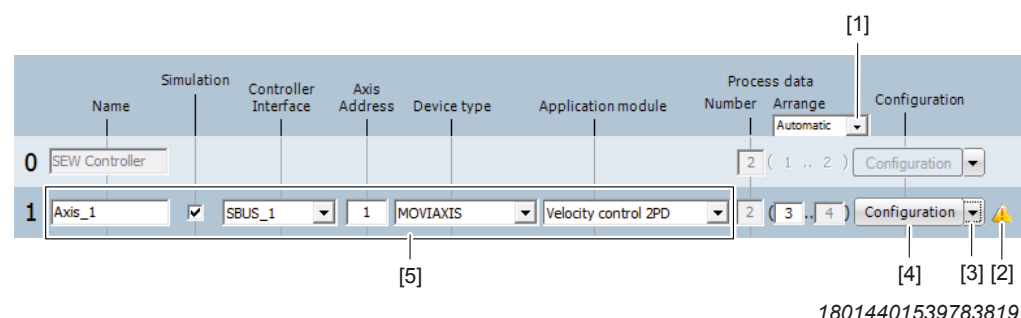 [1]
Simulation Process data
Name Controller Interface Axis Address Device type Application module Number Arrange Configuration
Automatic
0 SEW Controller 2 ( 1 .. 2 ) Configuration
1 Axis_1 SBUS_1 1 MOVIAXIS Velocity control 2PD 2 ( 3 .. 4 ) Configuration
[5] [4] [3] [2]
18014401539783819